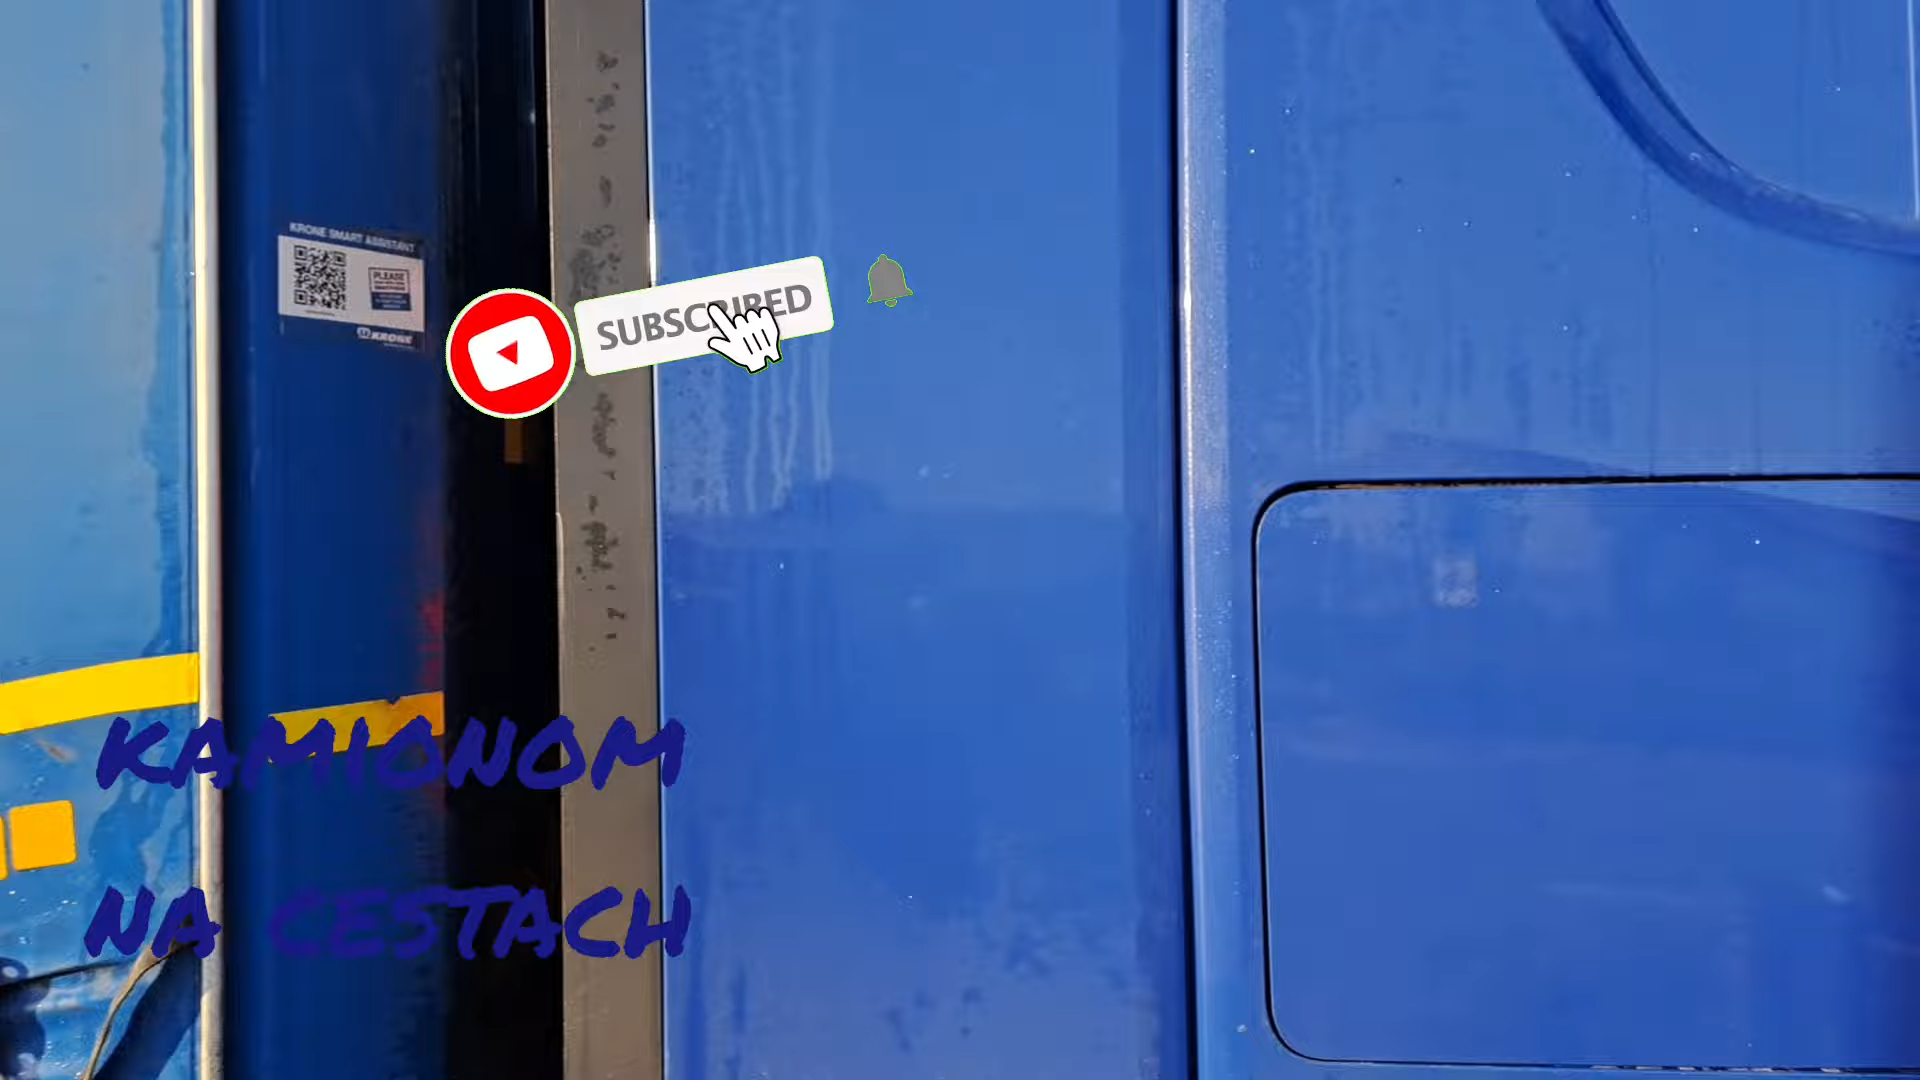 KRONE SMART ASSISTANT
PLEASE
KRONE
SUBSCRIBED
KAMIONOM
NA CESTACH